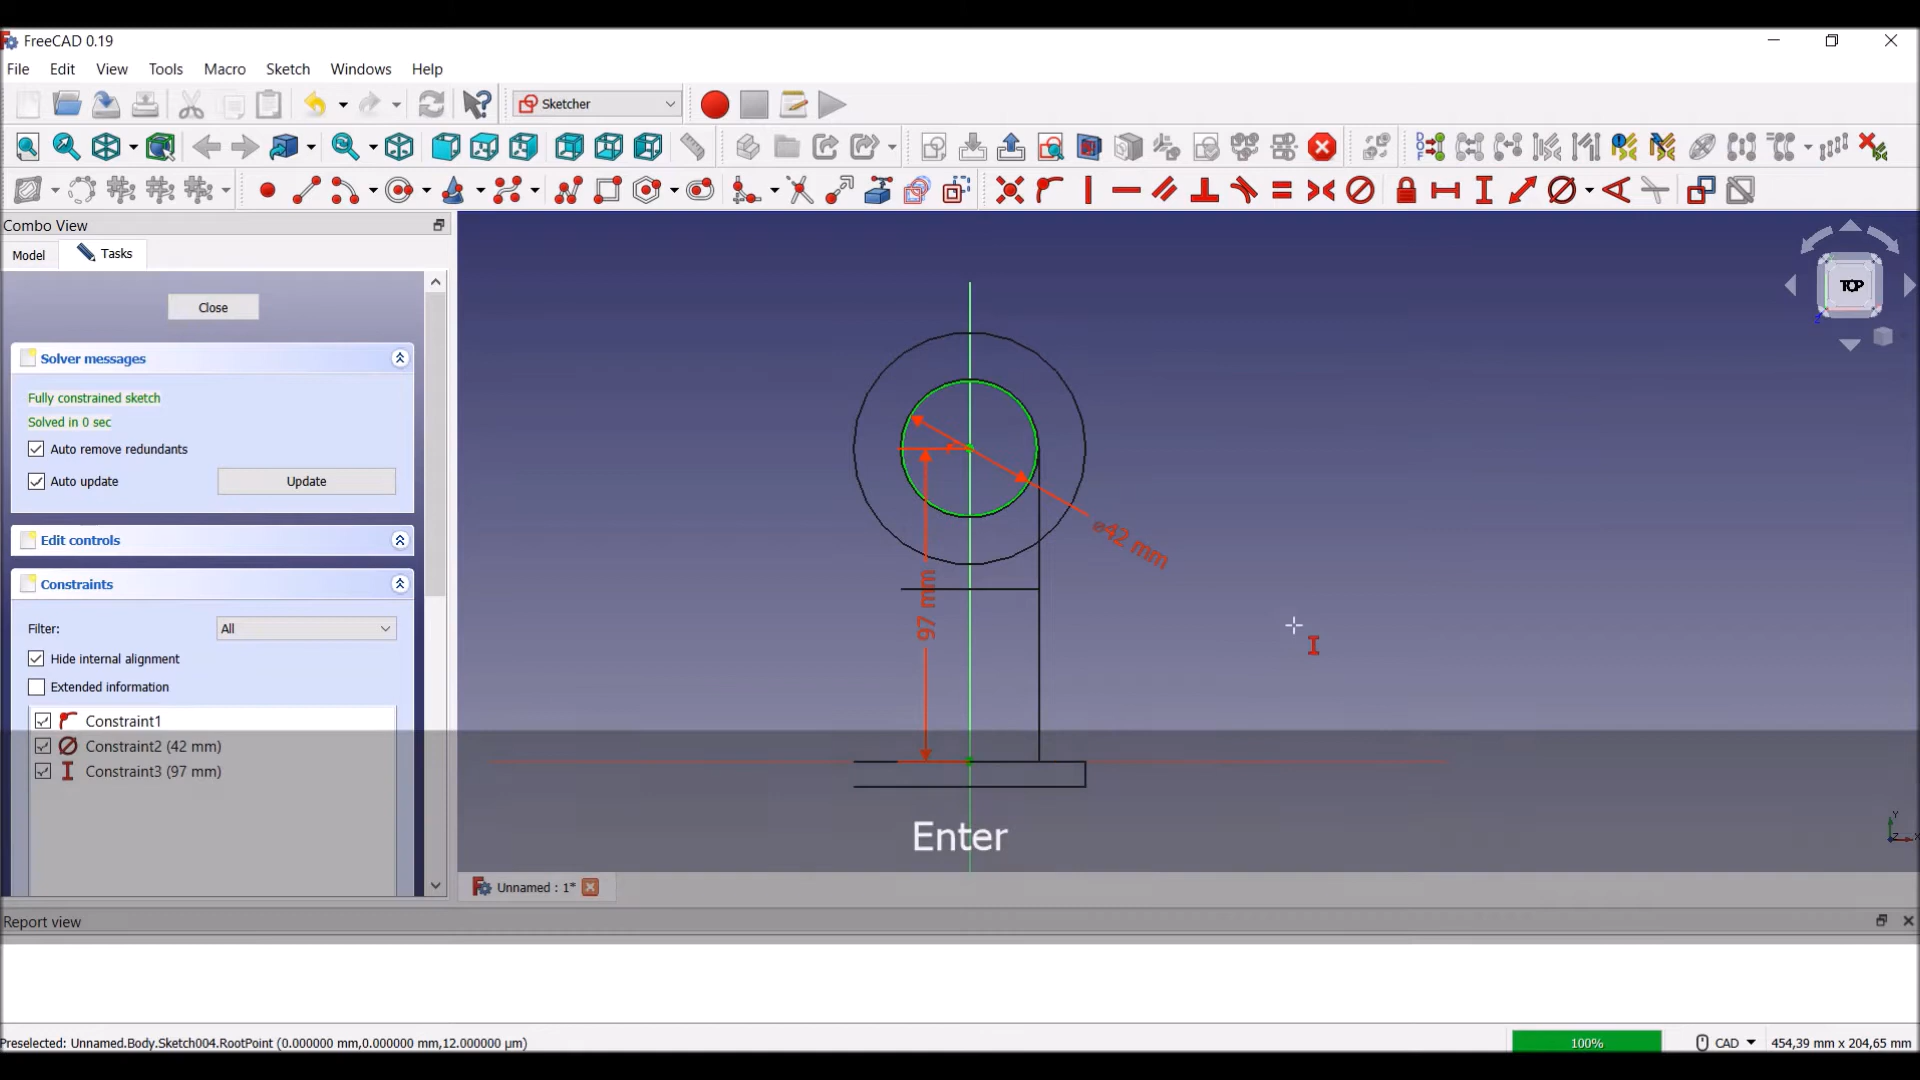 FreeCAD 0.19
File Edit View Tools Macro Sketch Windows Help
Sketcher
Combo View
Model Tasks
Close
Solver messages
Fully constrained sketch
Solved in 0 sec
Auto remove redundants
Auto update Update
Edit controls
Constraints
Filter: All
Hide internal alignment
Extended information
Constraint1
Constraint2 (42 mm)
Constraint3 (97 mm)
TOP
⌀42 mm
97 mm
Enter
Unnamed : 1*
Report view
Preselected: Unnamed.Body.Sketch004.RootPoint (0.000000 mm,0.000000 mm,12.000000 µm)
100% CAD 454,39 mm x 204,65 mm